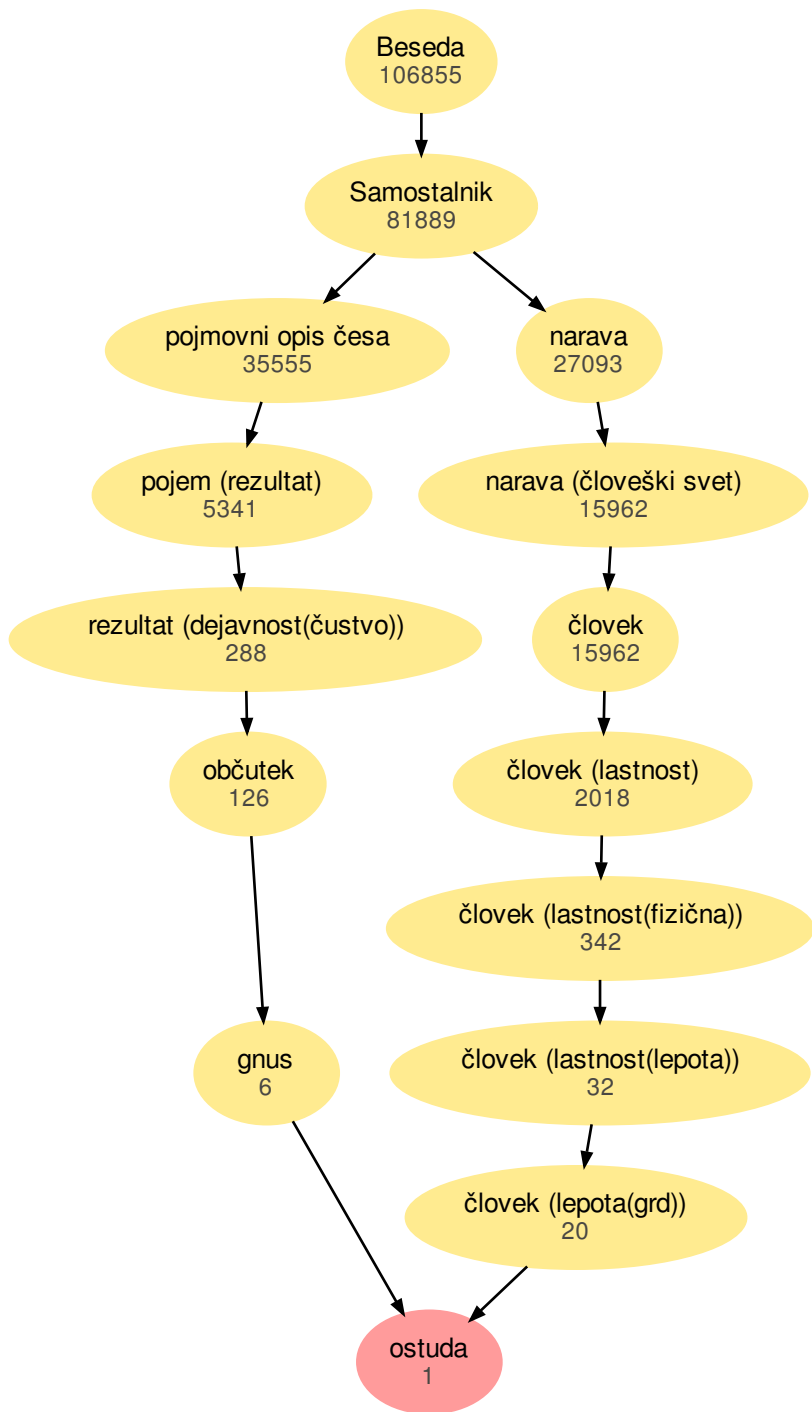 Beseda
106855
Samostalnik
81889
pojmovni opis česa
35555
narava
27093
pojem (rezultat)
5341
narava (človeški svet)
15962
rezultat (dejavnost(čustvo))
288
človek
15962
občutek
126
človek (lastnost)
2018
človek (lastnost(fizična))
342
gnus
6
človek (lastnost(lepota))
32
človek (lepota(grd))
20
ostuda
1